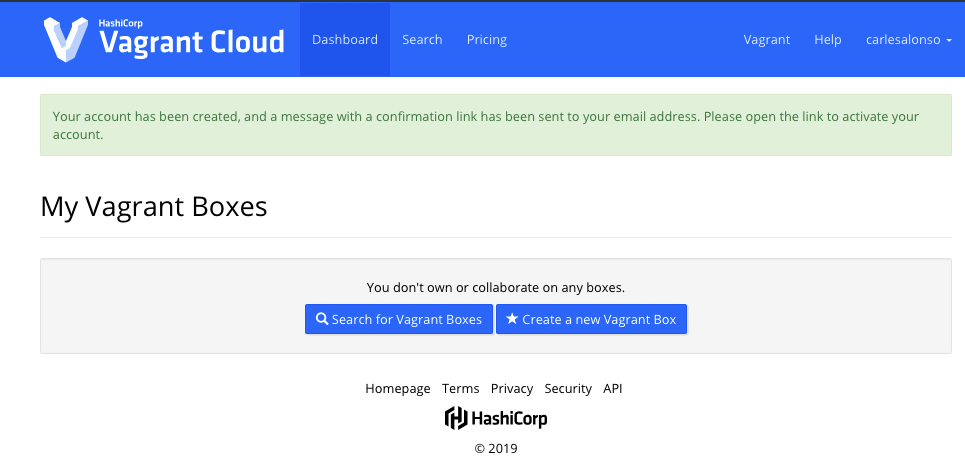 HashiCorp
Vagrant Cloud
Dashboard Search Pricing Vagrant Help carlesalonso
Your account has been created, and a message with a confirmation link has been sent to your email address. Please open the link to activate your
account.
My Vagrant Boxes
You don't own or collaborate on any boxes.
Search for Vagrant Boxes Create a new Vagrant Box
Homepage Terms Privacy Security API
HashiCorp
© 2019